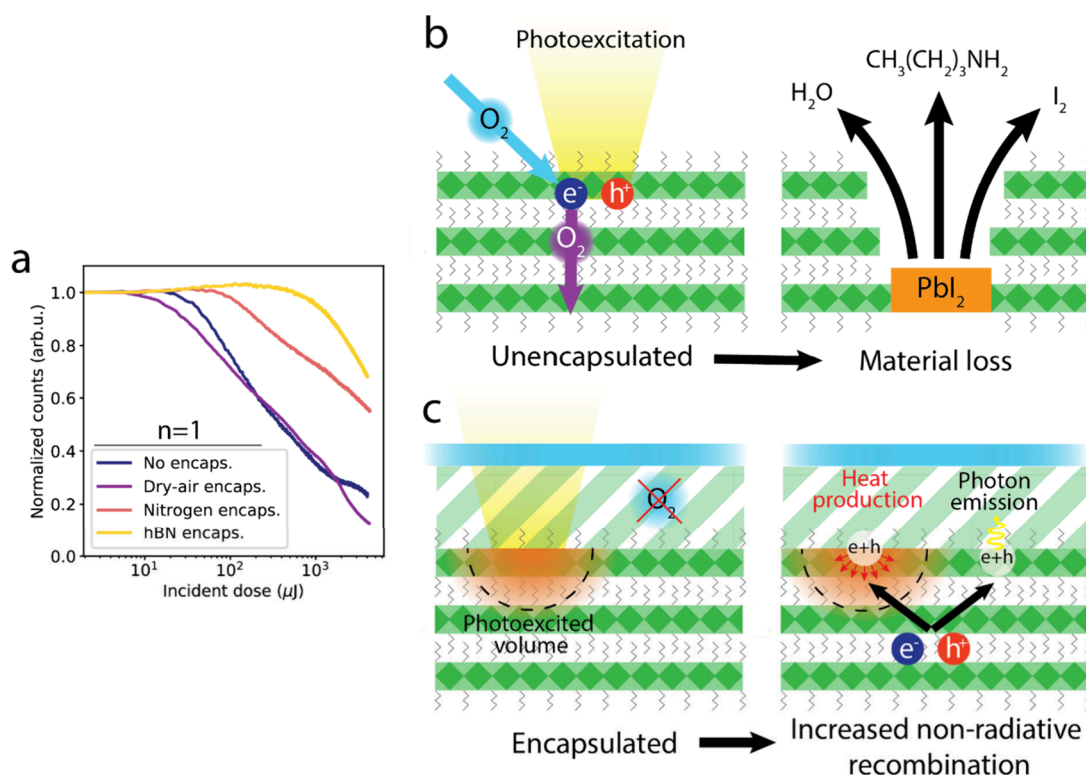 a
Normalized counts (arb.u.)
1.0
0.8
0.6
0.4
0.2
0.0
n=1
No encaps.
Dry-air encaps.
Nitrogen encaps.
hBN encaps.
10¹ 10² 10³
Incident dose (μJ)
b
Photoexcitation
O₂
e⁻ h⁺
O₂
Unencapsulated
H₂O
CH₃(CH₂)₃NH₂
I₂
PbI₂
Material loss
c
O₂
Photoexcited
volume
Encapsulated
Heat
production
Photon
emission
e+h
e+h
e⁻ h⁺
Increased non-radiative
recombination